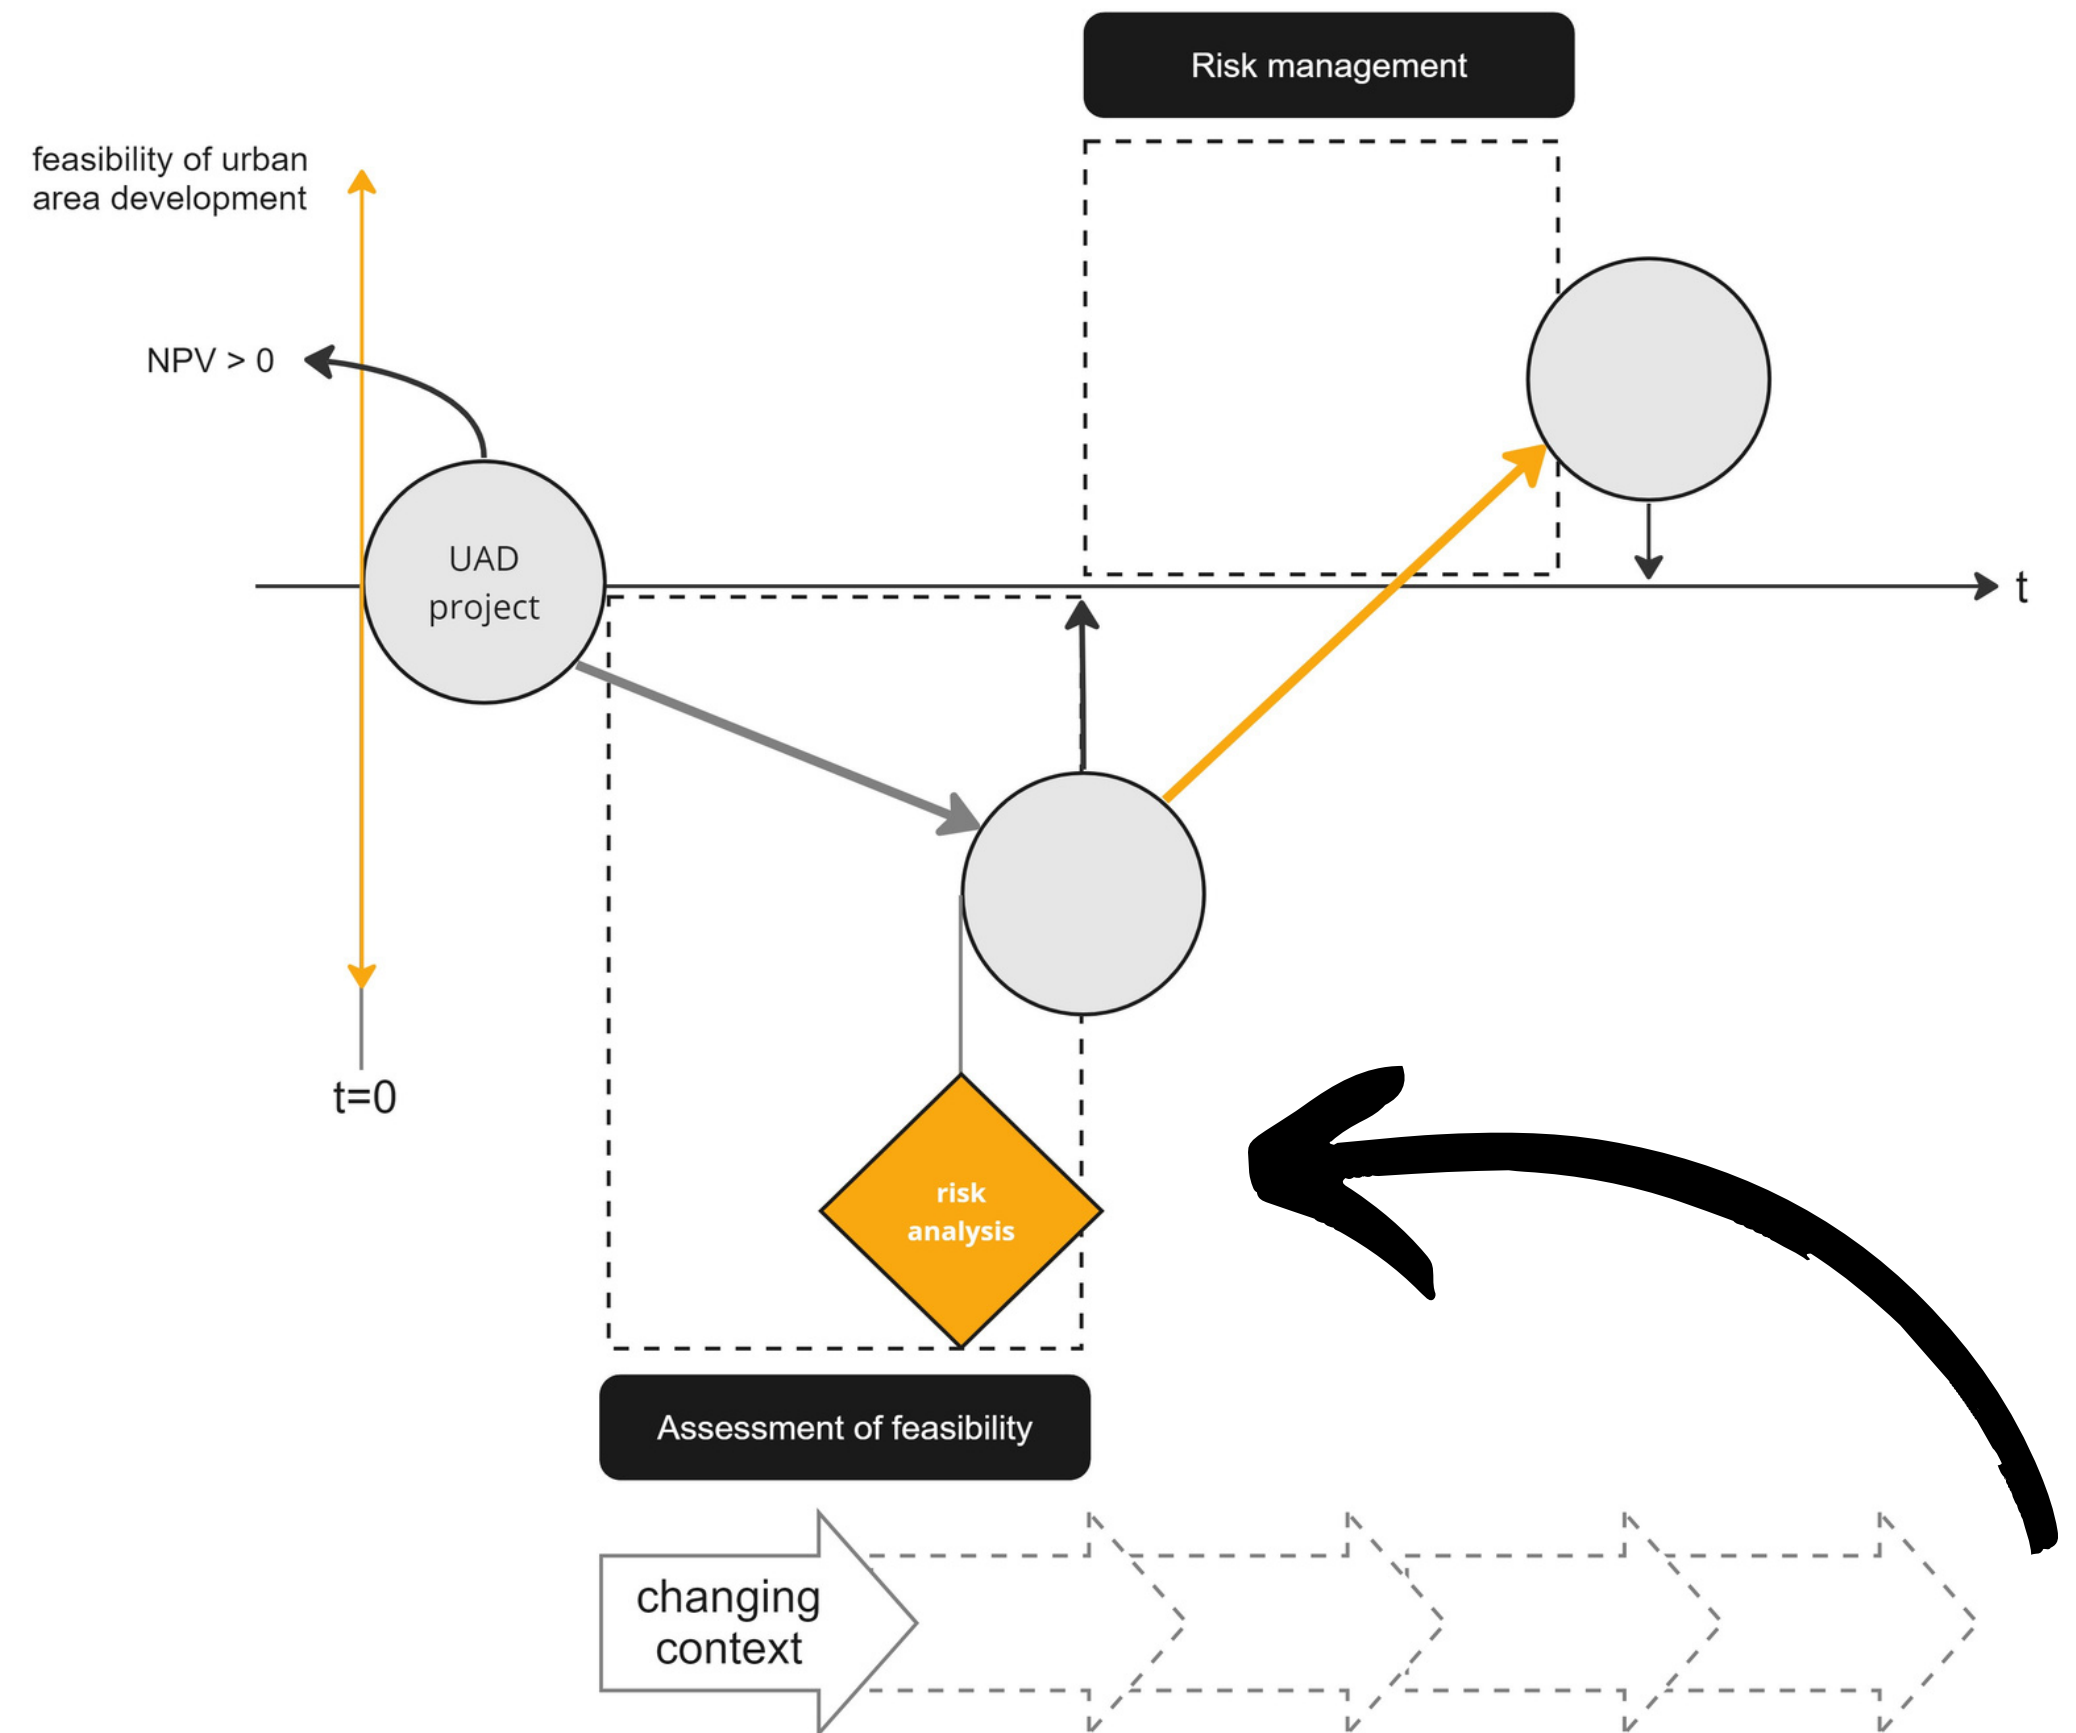 Risk management
feasibility of urban
area development
NPV > 0
UAD
project
t
t=0
risk
analysis
Assessment of feasibility
changing
context